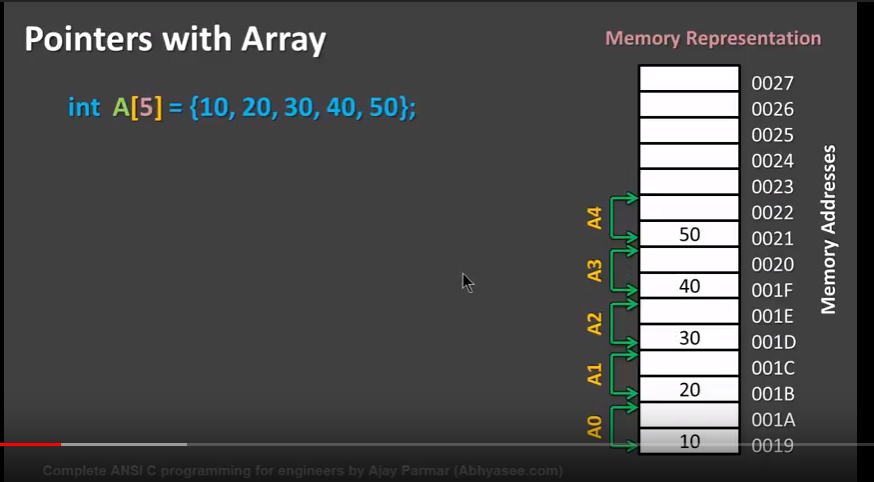 Pointers with Array
Memory Representation
int A[5] = {10, 20, 30, 40, 50};
0027
0026
0025
0024
0023
0022
A4
50
0021
0020
A3
40
001F
001E
A2
30
001D
001C
A1
20
001B
001A
A0
10
0019
Memory Addresses
Complete ANSI C programming for engineers by Ajay Parmar (Abhyasee.com)